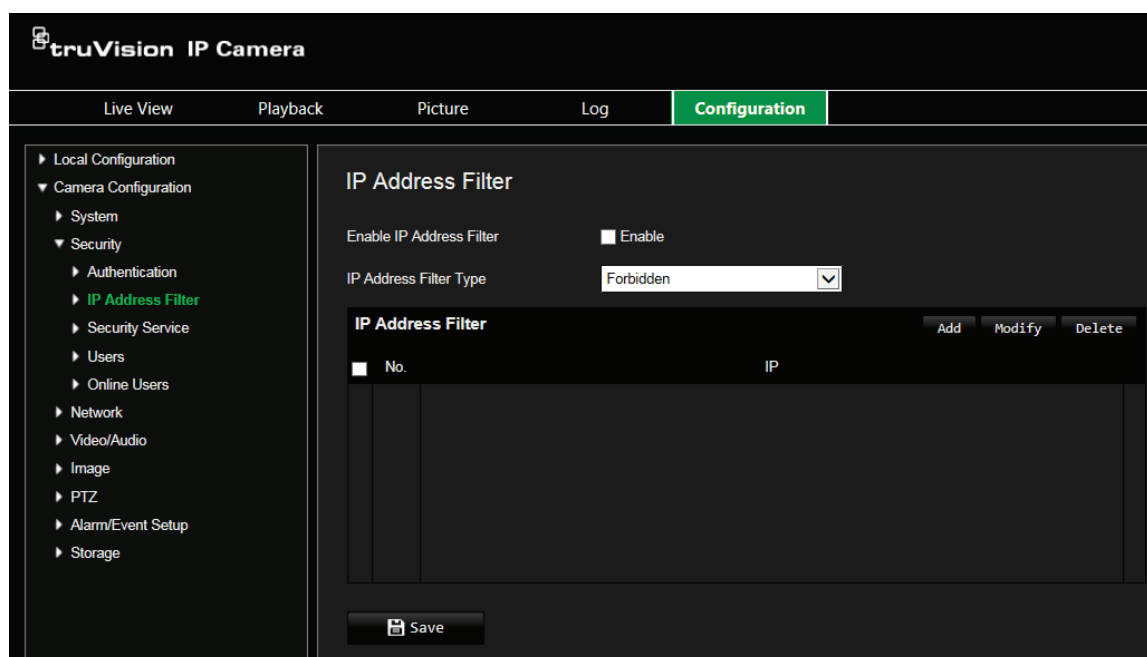 truVision IP Camera
Live View Playback Picture Log Configuration
Local Configuration
Camera Configuration
System
Security
Authentication
IP Address Filter
Security Service
Users
Online Users
Network
Video/Audio
Image
PTZ
Alarm/Event Setup
Storage
IP Address Filter
Enable IP Address Filter Enable
IP Address Filter Type Forbidden
IP Address Filter Add Modify Delete
No. IP
Save